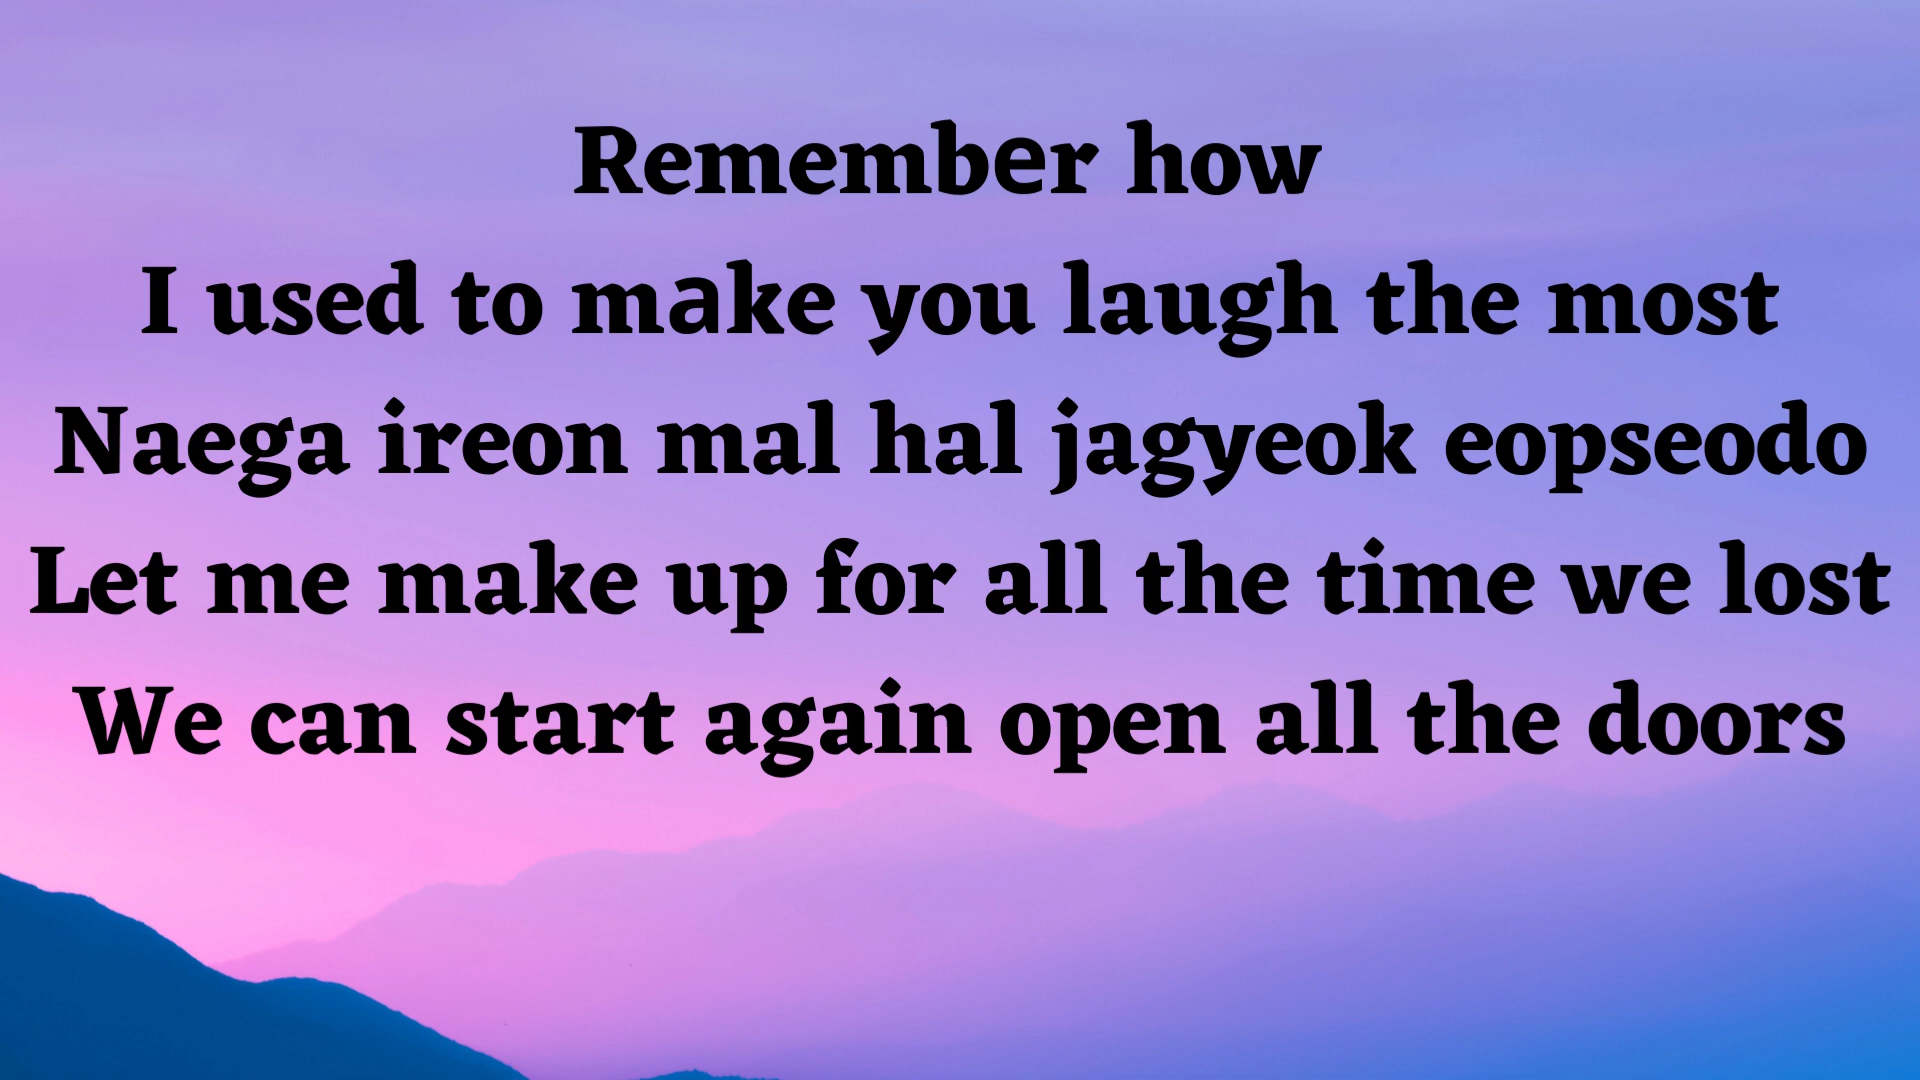 Remember how
I used to make you laugh the most
Naega ireon mal hal jagyeok eopseodo
Let me make up for all the time we lost
We can start again open all the doors